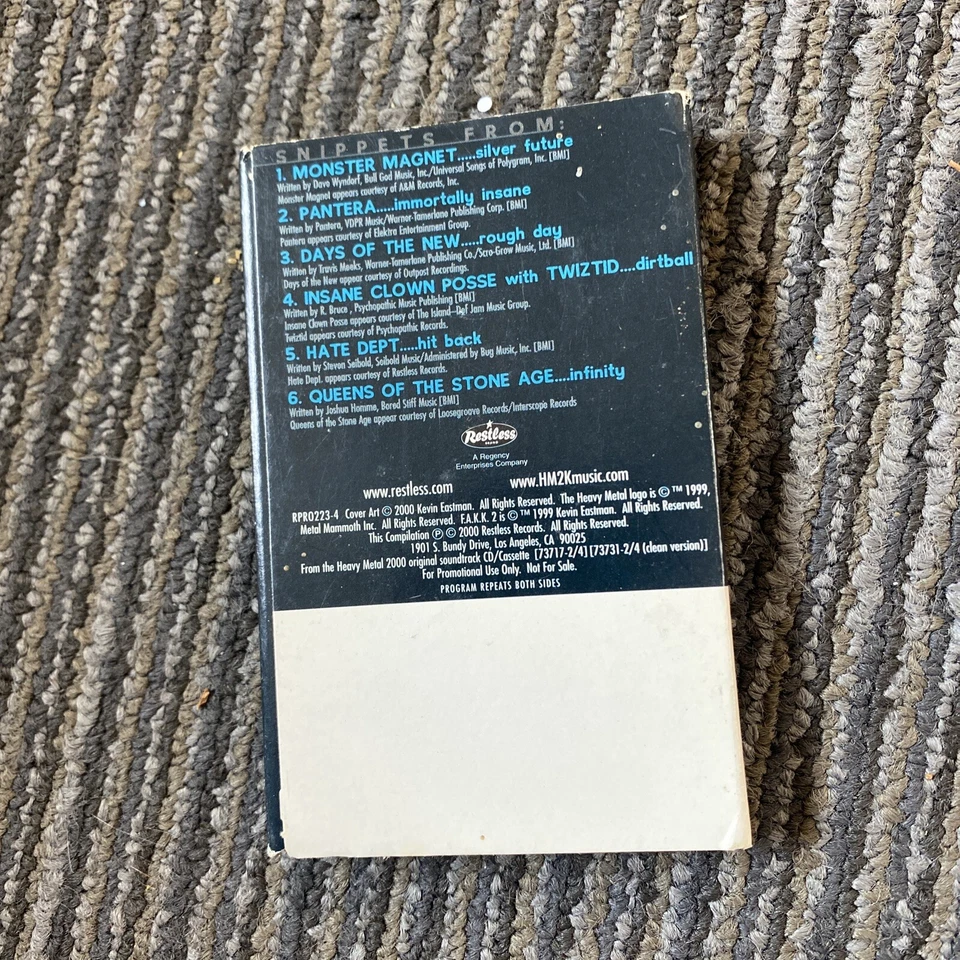 SNIPPETS FROM:
1. MONSTER MAGNET.....silver future
Written by Dave Wyndorf, Bull God Music, Inc./Universal Songs of Polygram, Inc. [BMI]
Monster Magnet appears courtesy of A&M Records, Inc.
2. PANTERA.....immortally insane
Written by Pantera, VDPR Music/Warner-Tamerlane Publishing Corp. [BMI]
Pantera appears courtesy of Elektra Entertainment Group.
3. DAYS OF THE NEW.....rough day
Written by Travis Meeks, Warner-Tamerlane Publishing Co./Scro-Grow Music, Ltd. [BMI]
Days of the New appear courtesy of Outpost Recordings.
4. INSANE CLOWN POSSE with TWIZTID....dirtball
Written by R. Bruce , Psychopathic Music Publishing [BMI]
Insane Clown Posse appears courtesy of The Island-Def Jam Music Group.
Twiztid appears courtesy of Psychopathic Records.
5. HATE DEPT....hit back
Written by Steven Seibold, Seibold Music/Administered by Bug Music, Inc. [BMI]
Hate Dept. appears courtesy of Restless Records.
6. QUEENS OF THE STONE AGE....infinity
Written by Joshua Homme, Bored Stiff Music [BMI]
Queens of the Stone Age appear courtesy of Loosegroove Records/Interscope Records
Restless
A Regency
Enterprises Company
www.restless.com www.HM2Kmusic.com
RPRO223-4 Cover Art © 2000 Kevin Eastman. All Rights Reserved. The Heavy Metal logo is © ™ 1999,
Metal Mammoth Inc. All Rights Reserved. F.A.K.K. 2 is © ™ 1999 Kevin Eastman. All Rights Reserved.
This Compilation ℗ © 2000 Restless Records. All Rights Reserved.
1901 S. Bundy Drive, Los Angeles, CA 90025
From the Heavy Metal 2000 original soundtrack CD/Cassette [73717-2/4] [73731-2/4 (clean version)]
For Promotional Use Only. Not For Sale.
PROGRAM REPEATS BOTH SIDES